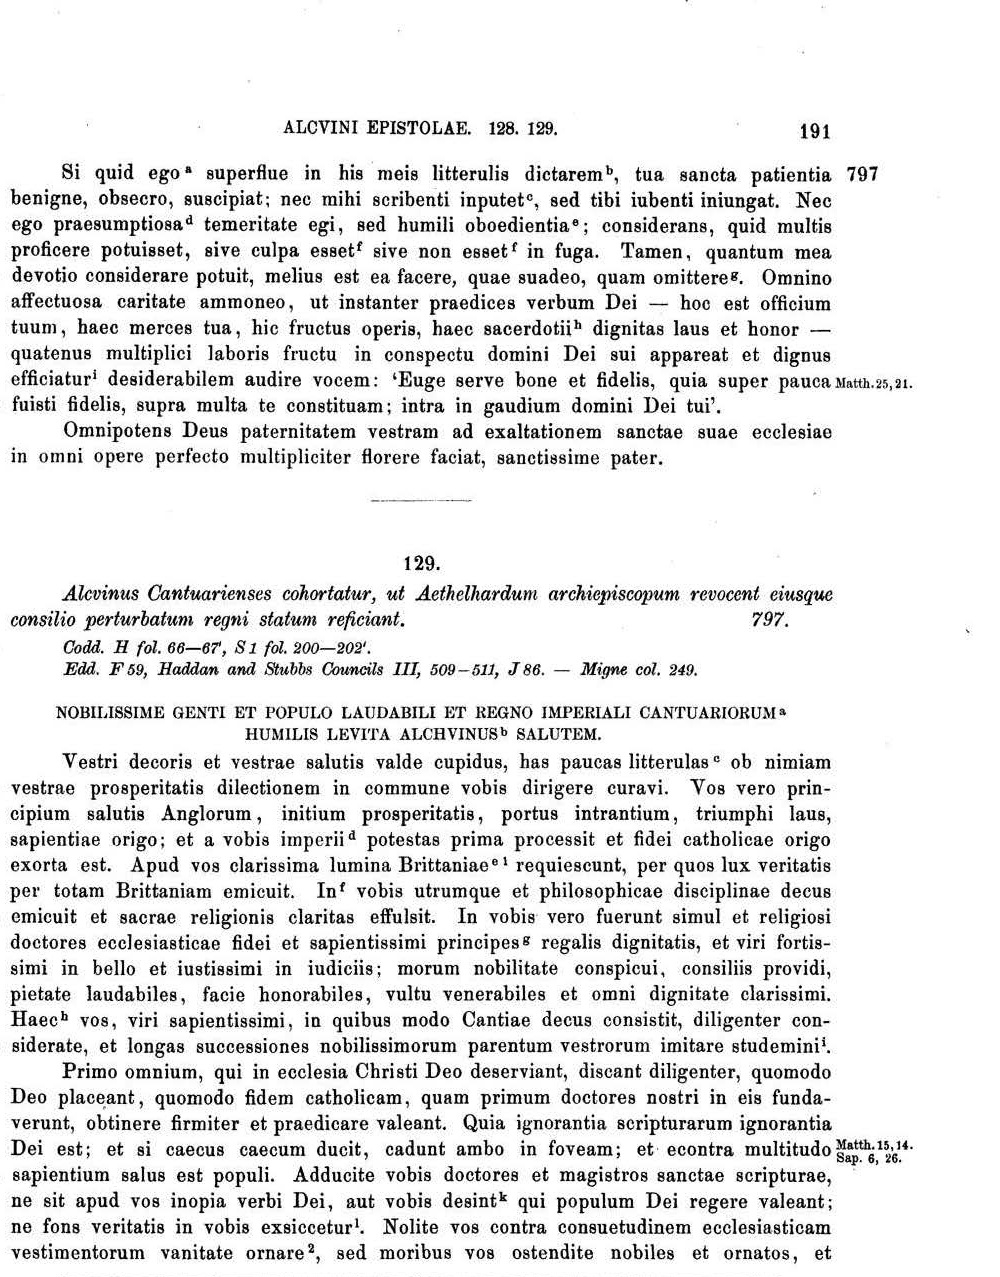 ALCVINI EPISTOLAE. 128. 129. 191
Si quid ego ᵃ superflue in his meis litterulis dictarem ᵇ, tua sancta patientia 797
benigne, obsecro, suscipiat; nec mihi scribenti inputet ᶜ, sed tibi iubenti iniungat. Nec
ego praesumptiosa ᵈ temeritate egi, sed humili oboedientia ᵉ; considerans, quid multis
proficere potuisset, sive culpa esset ᶠ sive non esset ᶠ in fuga. Tamen, quantum mea
devotio considerare potuit, melius est ea facere, quae suadeo, quam omittere ᵍ. Omnino
affectuosa caritate ammoneo, ut instanter praedices verbum Dei — hoc est officium
tuum, haec merces tua, hic fructus operis, haec sacerdotii ʰ dignitas laus et honor —
quatenus multiplici laboris fructu in conspectu domini Dei sui appareat et dignus
efficiatur ⁱ desiderabilem audire vocem: ‘Euge serve bone et fidelis, quia super pauca Matth. 25, 21.
fuisti fidelis, supra multa te constituam; intra in gaudium domini Dei tui’.
Omnipotens Deus paternitatem vestram ad exaltationem sanctae suae ecclesiae
in omni opere perfecto multipliciter florere faciat, sanctissime pater.
129.
Alcvinus Cantuarienses cohortatur, ut Aethelhardum archiepiscopum revocent eiusque
consilio perturbatum regni statum reficiant. 797.
Codd. H fol. 66—67', S 1 fol. 200—202'.
Edd. F 59, Haddan and Stubbs Councils III, 509–511, J 86. — Migne col. 249.
NOBILISSIME GENTI ET POPULO LAUDABILI ET REGNO IMPERIALI CANTUARIORUM ᵃ
HUMILIS LEVITA ALCHVINUS ᵇ SALUTEM.
Vestri decoris et vestrae salutis valde cupidus, has paucas litterulas ᶜ ob nimiam
vestrae prosperitatis dilectionem in commune vobis dirigere curavi. Vos vero prin-
cipium salutis Anglorum, initium prosperitatis, portus intrantium, triumphi laus,
sapientiae origo; et a vobis imperii ᵈ potestas prima processit et fidei catholicae origo
exorta est. Apud vos clarissima lumina Brittaniae ᵉ ¹ requiescunt, per quos lux veritatis
per totam Brittaniam emicuit. In ᶠ vobis utrumque et philosophicae disciplinae decus
emicuit et sacrae religionis claritas effulsit. In vobis vero fuerunt simul et religiosi
doctores ecclesiasticae fidei et sapientissimi principes ᵍ regalis dignitatis, et viri fortis-
simi in bello et iustissimi in iudiciis; morum nobilitate conspicui, consiliis providi,
pietate laudabiles, facie honorabiles, vultu venerabiles et omni dignitate clarissimi.
Haec ʰ vos, viri sapientissimi, in quibus modo Cantiae decus consistit, diligenter con-
siderate, et longas successiones nobilissimorum parentum vestrorum imitare studemini ⁱ.
Primo omnium, qui in ecclesia Christi Deo deserviant, discant diligenter, quomodo
Deo placeant, quomodo fidem catholicam, quam primum doctores nostri in eis funda-
verunt, obtinere firmiter et praedicare valeant. Quia ignorantia scripturarum ignorantia
Dei est; et si caecus caecum ducit, cadunt ambo in foveam; et econtra multitudo Matth. 15, 14. Sap. 6, 26.
sapientium salus est populi. Adducite vobis doctores et magistros sanctae scripturae,
ne sit apud vos inopia verbi Dei, aut vobis desint ᵏ qui populum Dei regere valeant;
ne fons veritatis in vobis exsiccetur ˡ. Nolite vos contra consuetudinem ecclesiasticam
vestimentorum vanitate ornare ², sed moribus vos ostendite nobiles et ornatos, et